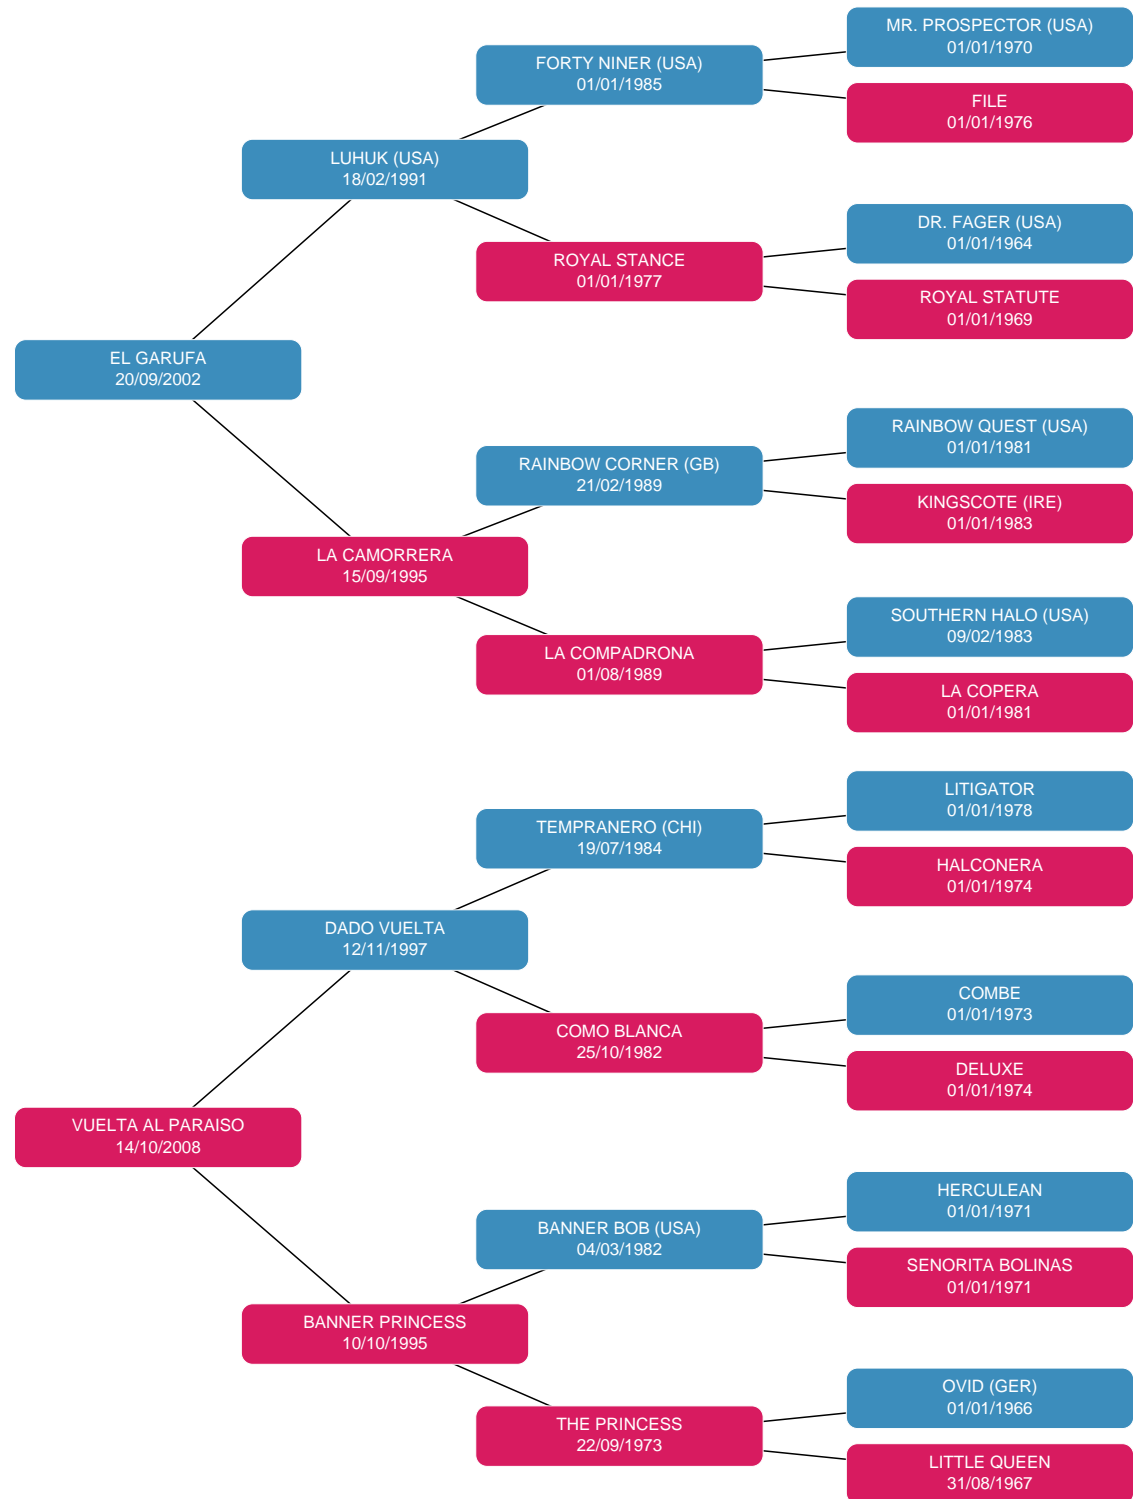 MR. PROSPECTOR (USA)
01/01/1970
FORTY NINER (USA)
01/01/1985
FILE
01/01/1976
LUHUK (USA)
18/02/1991
DR. FAGER (USA)
01/01/1964
ROYAL STANCE
01/01/1977
ROYAL STATUTE
01/01/1969
EL GARUFA
20/09/2002
RAINBOW QUEST (USA)
01/01/1981
RAINBOW CORNER (GB)
21/02/1989
KINGSCOTE (IRE)
01/01/1983
LA CAMORRERA
15/09/1995
SOUTHERN HALO (USA)
09/02/1983
LA COMPADRONA
01/08/1989
LA COPERA
01/01/1981
LITIGATOR
01/01/1978
TEMPRANERO (CHI)
19/07/1984
HALCONERA
01/01/1974
DADO VUELTA
12/11/1997
COMBE
01/01/1973
COMO BLANCA
25/10/1982
DELUXE
01/01/1974
VUELTA AL PARAISO
14/10/2008
HERCULEAN
01/01/1971
BANNER BOB (USA)
04/03/1982
SENORITA BOLINAS
01/01/1971
BANNER PRINCESS
10/10/1995
OVID (GER)
01/01/1966
THE PRINCESS
22/09/1973
LITTLE QUEEN
31/08/1967